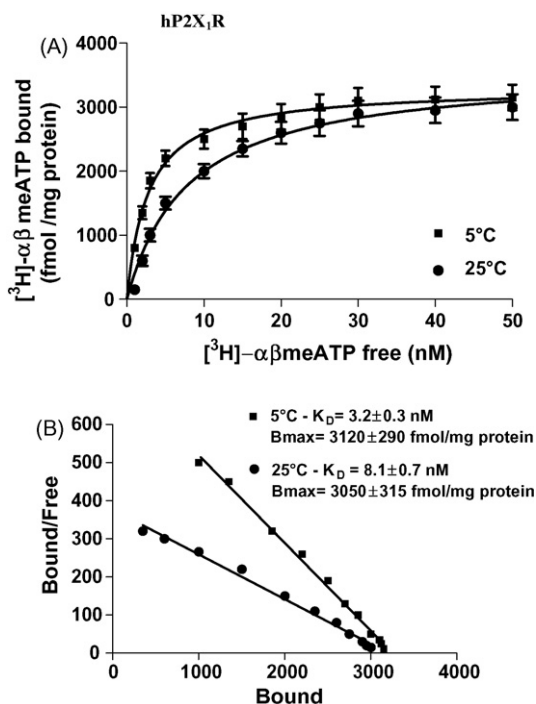 hP2X₁R
(A)
[³H]-αβ meATP bound
(fmol /mg protein)
4000
3000
2000
1000
0
0 10 20 30 40 50
5°C
25°C
[³H]–αβmeATP free (nM)
(B)
Bound/Free
600
500
400
300
200
100
0
0 1000 2000 3000 4000
5°C - K_D= 3.2±0.3 nM
Bmax= 3120±290 fmol/mg protein
25°C - K_D = 8.1±0.7 nM
Bmax= 3050±315 fmol/mg protein
Bound